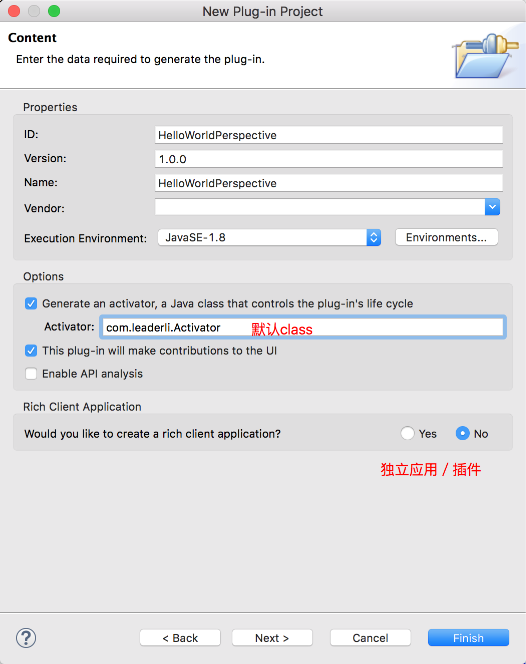 New Plug-in Project
Content
Enter the data required to generate the plug-in.
Properties
ID: HelloWorldPerspective
Version: 1.0.0
Name: HelloWorldPerspective
Vendor:
Execution Environment: JavaSE-1.8 Environments...
Options
Generate an activator, a Java class that controls the plug-in's life cycle
Activator: com.leaderli.Activator 默认class
This plug-in will make contributions to the UI
Enable API analysis
Rich Client Application
Would you like to create a rich client application? Yes No
独立应用 / 插件
? < Back Next > Cancel Finish